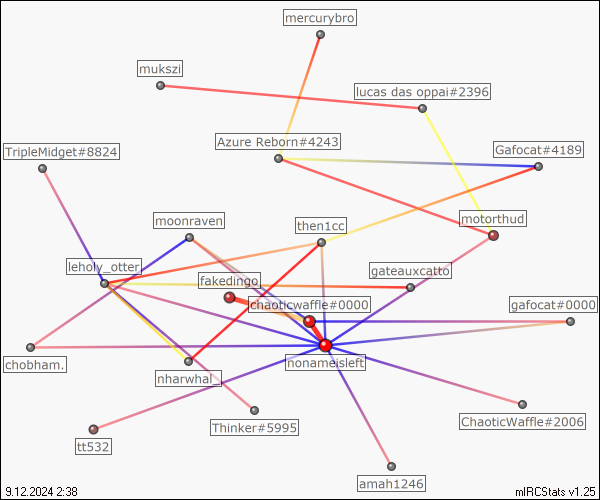 mercurybro
mukszi
lucas das oppai#2396
Azure Reborn#4243
TripleMidget#8824
Gafocat#4189
moonraven
then1cc
motorthud
leholy_otter
fakedingo
gateauxcatto
chaoticwaffle#0000
gafocat#0000
chobham.
nharwhal_
nonameisleft
Thinker#5995
ChaoticWaffle#2006
tt532
amah1246
9.12.2024 2:38
mIRCStats v1.25